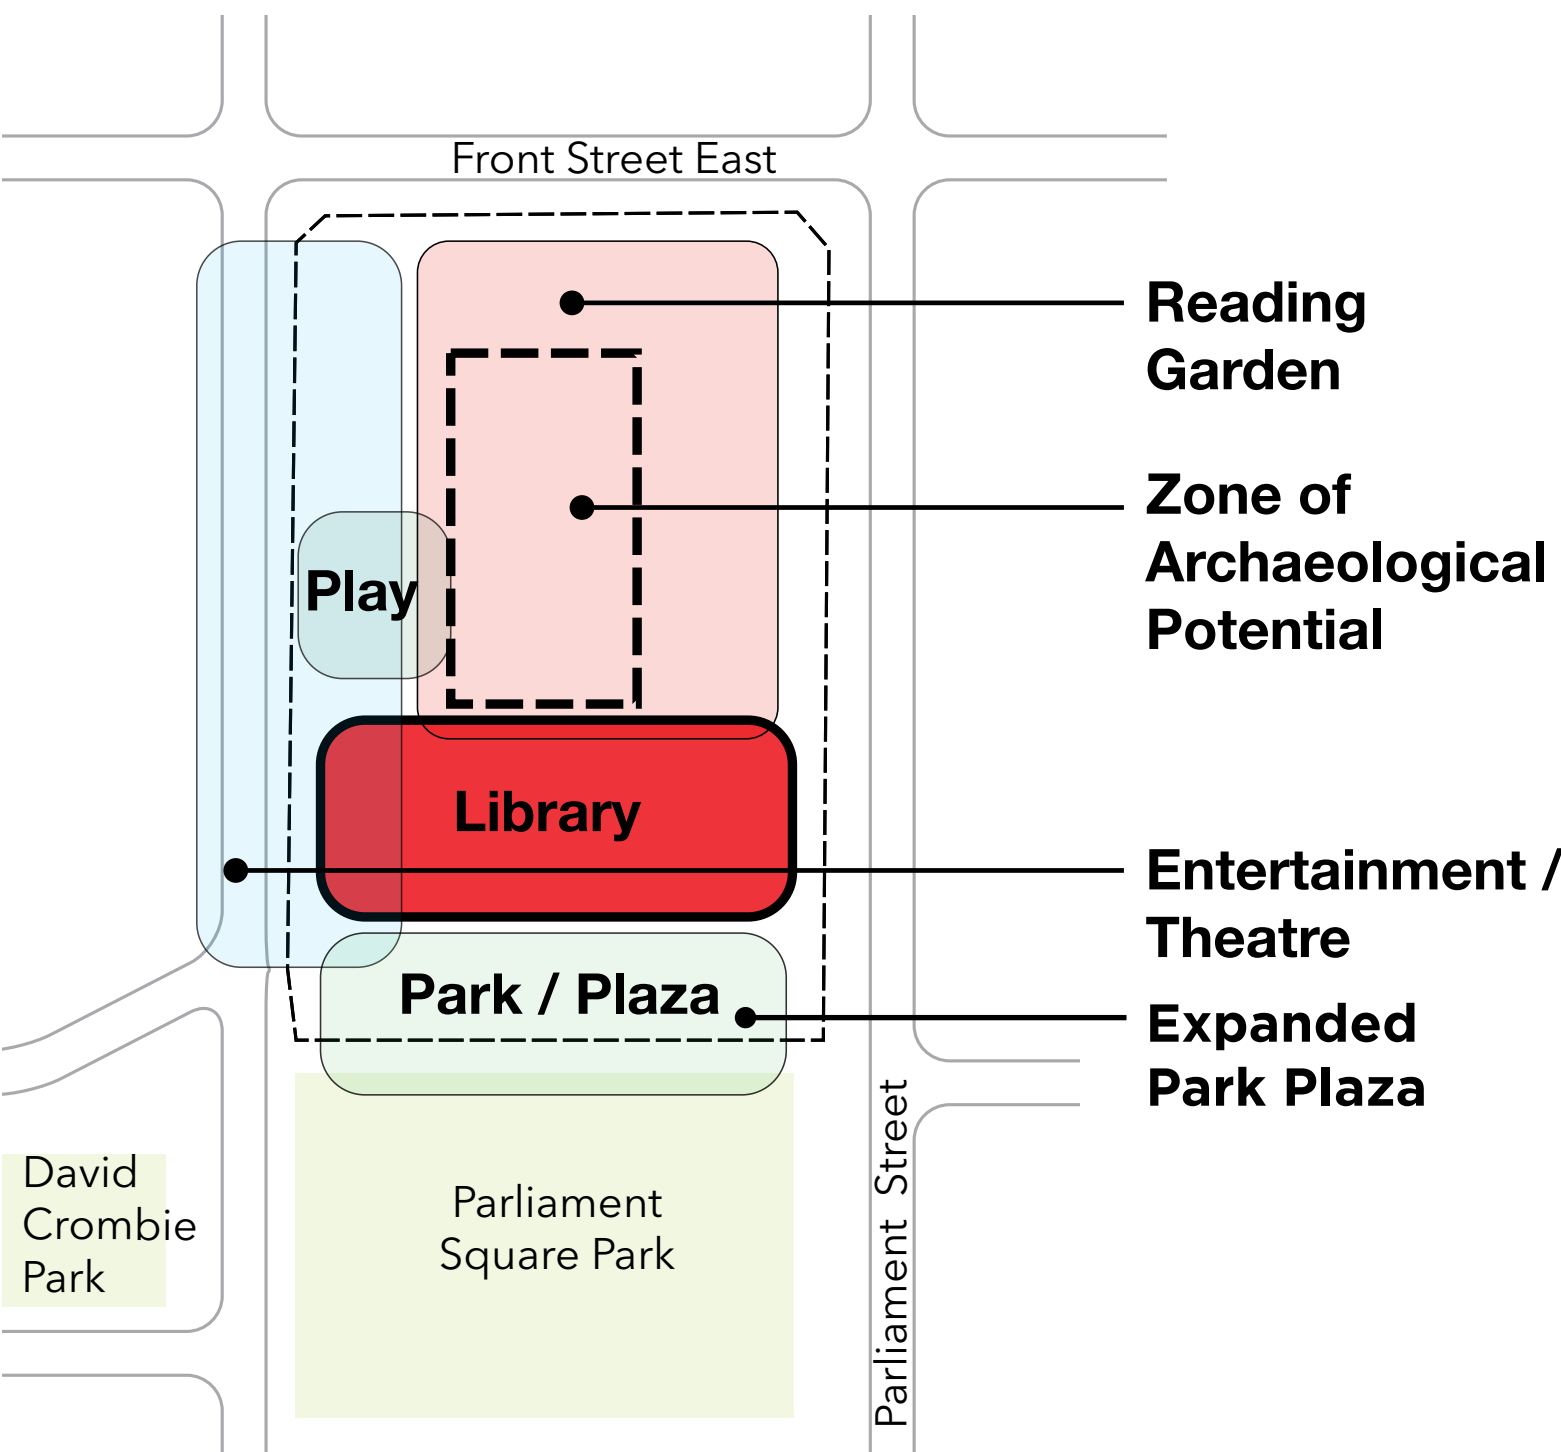 Front Street East
Reading
Garden
Zone of
Archaeological
Potential
Play
Library
Entertainment /
Theatre
Park / Plaza
Expanded
Park Plaza
David
Crombie
Park
Parliament
Square Park
Parliament Street